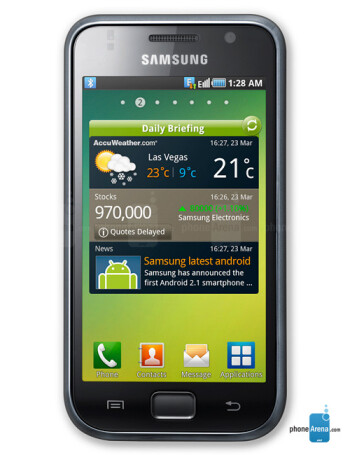 SAMSUNG
E 1:28 AM
2
Daily Briefing
AccuWeather.com 16:27, 23 Mar
Las Vegas
23°c 9°c
21°c
Stocks 16:26, 23 Mar
970,000
Samsung Electronics
Quotes Delayed
News 16:27, 23 Mar
Samsung latest android
Samsung has announced the
first Android 2.1 smartphone ...
Phone Contacts Message Applications
phoneArena.com